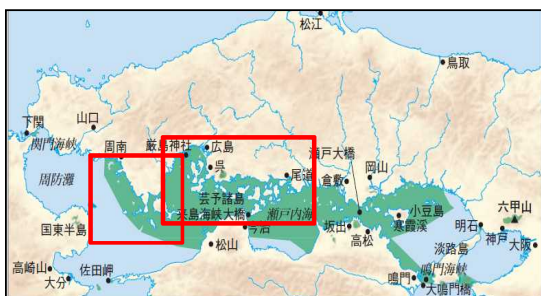 松江
鳥取
下関
山口
関門海峡
周南
厳島神社
広島
呉
瀬戸大橋
岡山
尾道
倉敷
周防灘
芸予諸島
来島海峡大橋
瀬戸内海
小豆島
六甲山
国東半島
今治
坂出
寒霞渓
明石
神戸
高松
淡路島
大阪
松山
高崎山
佐田岬
鳴門
鳴門海峡
大分
大鳴門橋